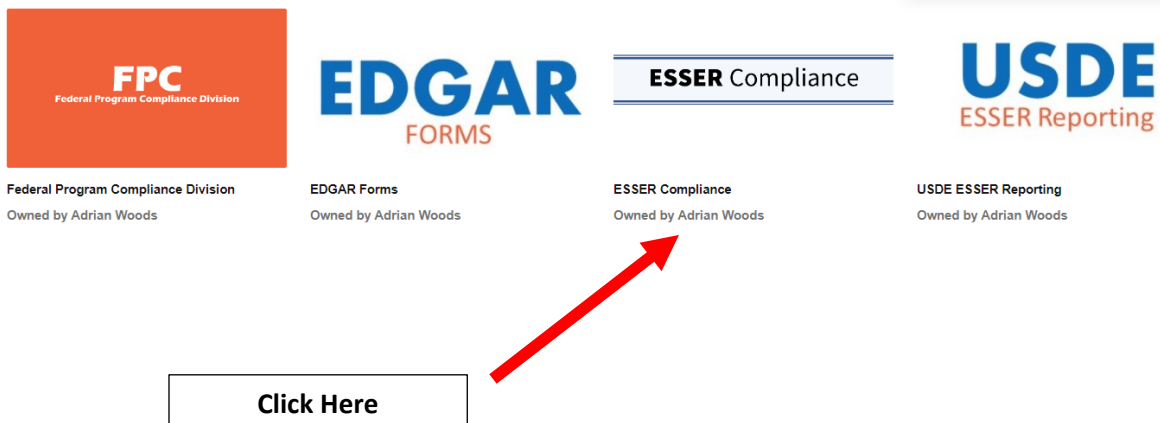 FPC
Federal Program Compliance Division
EDGAR
FORMS
ESSER Compliance
USDE
ESSER Reporting
Federal Program Compliance Division
Owned by Adrian Woods
EDGAR Forms
Owned by Adrian Woods
ESSER Compliance
Owned by Adrian Woods
USDE ESSER Reporting
Owned by Adrian Woods
Click Here